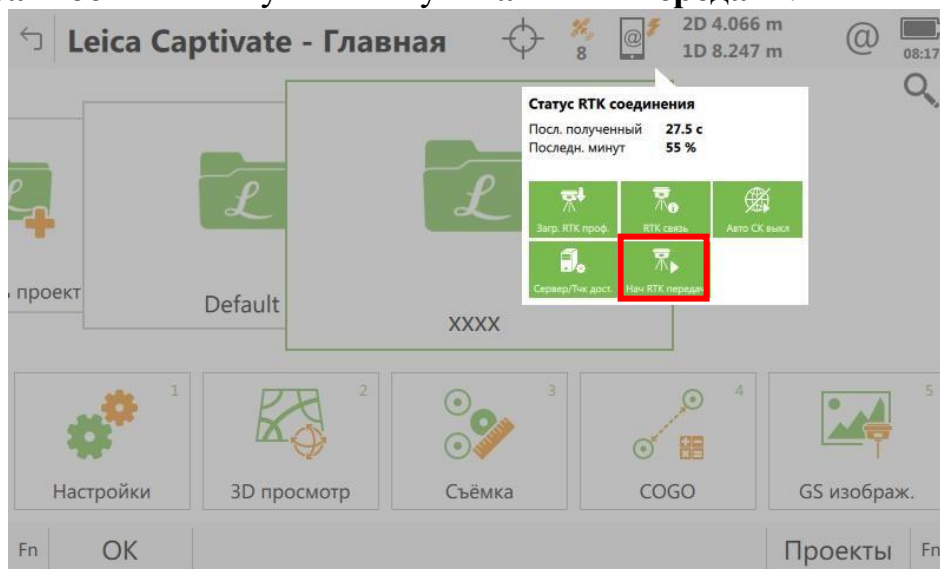 Leica Captivate - Главная
8
@
2D 4.066 m
1D 8.247 m
@
08:17
Статус RTK соединения
Посл. полученный 27.5 с
Последн. минут 55 %
Загр. RTK проф.
RTK связь
Авто СК выкл
Сервер/Тчк дост.
Нач RTK передач
проект
Default
XXXX
1
2
3
4
5
Настройки
3D просмотр
Съёмка
COGO
GS изображ.
Fn
OK
Проекты
Fn